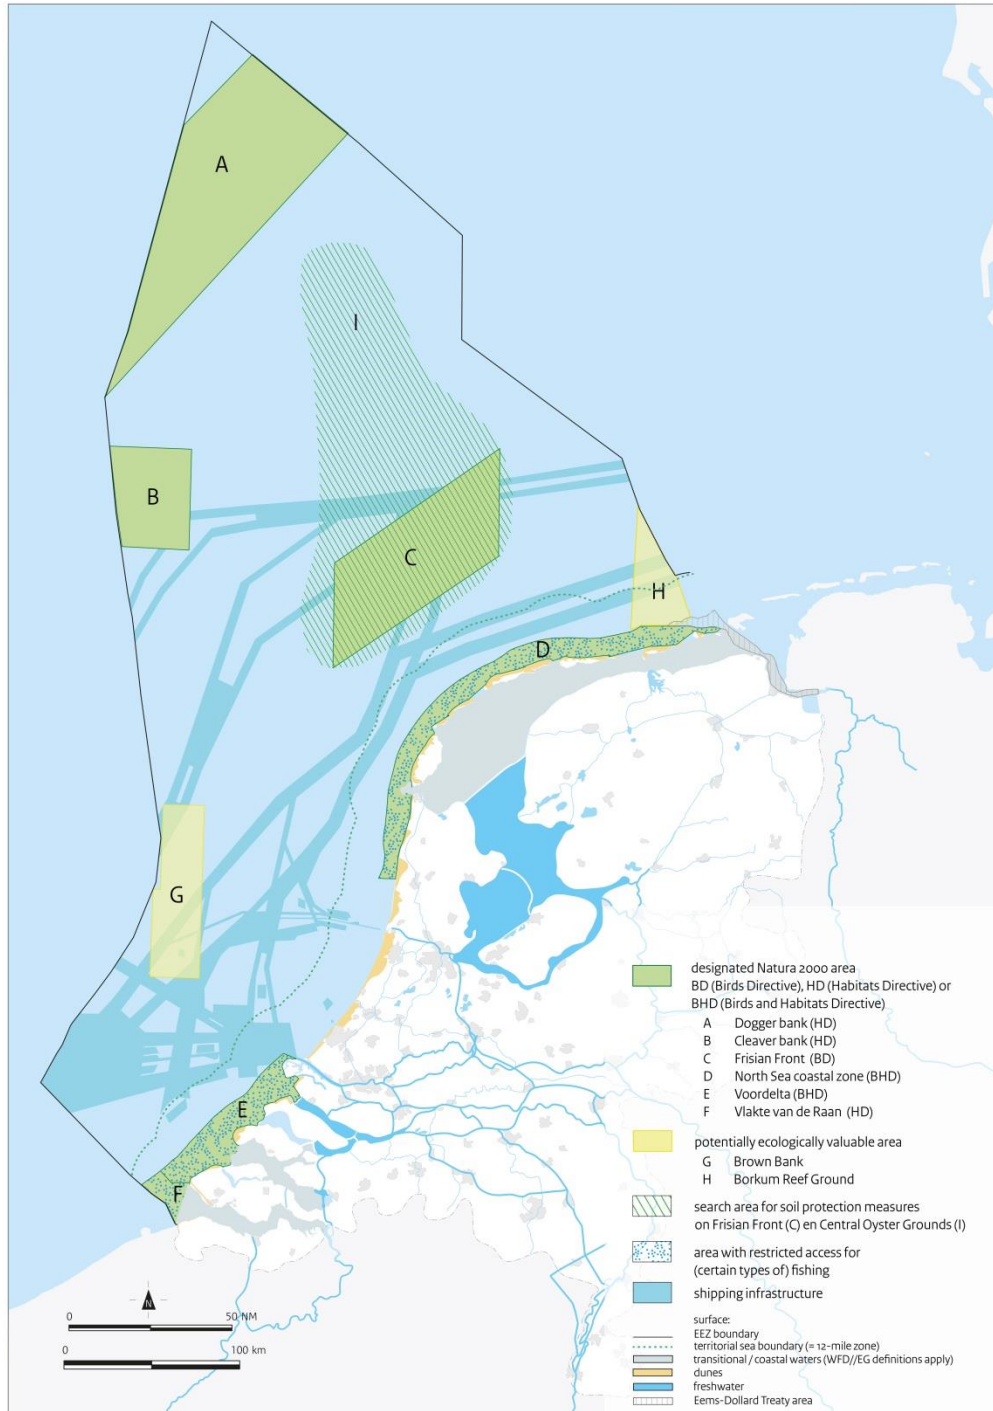 A
I
B
C
H
D
G
E
F
N
0 50 NM
0 100 km
designated Natura 2000 area
BD (Birds Directive), HD (Habitats Directive) or
BHD (Birds and Habitats Directive)
A Dogger bank (HD)
B Cleaver bank (HD)
C Frisian Front (BD)
D North Sea coastal zone (BHD)
E Voordelta (BHD)
F Vlakte van de Raan (HD)
potentially ecologically valuable area
G Brown Bank
H Borkum Reef Ground
search area for soil protection measures
on Frisian Front (C) en Central Oyster Grounds (I)
area with restricted access for
(certain types of) fishing
shipping infrastructure
surface:
EEZ boundary
territorial sea boundary (= 12-mile zone)
transitional / coastal waters (WFD//EG definitions apply)
dunes
freshwater
Eems-Dollard Treaty area